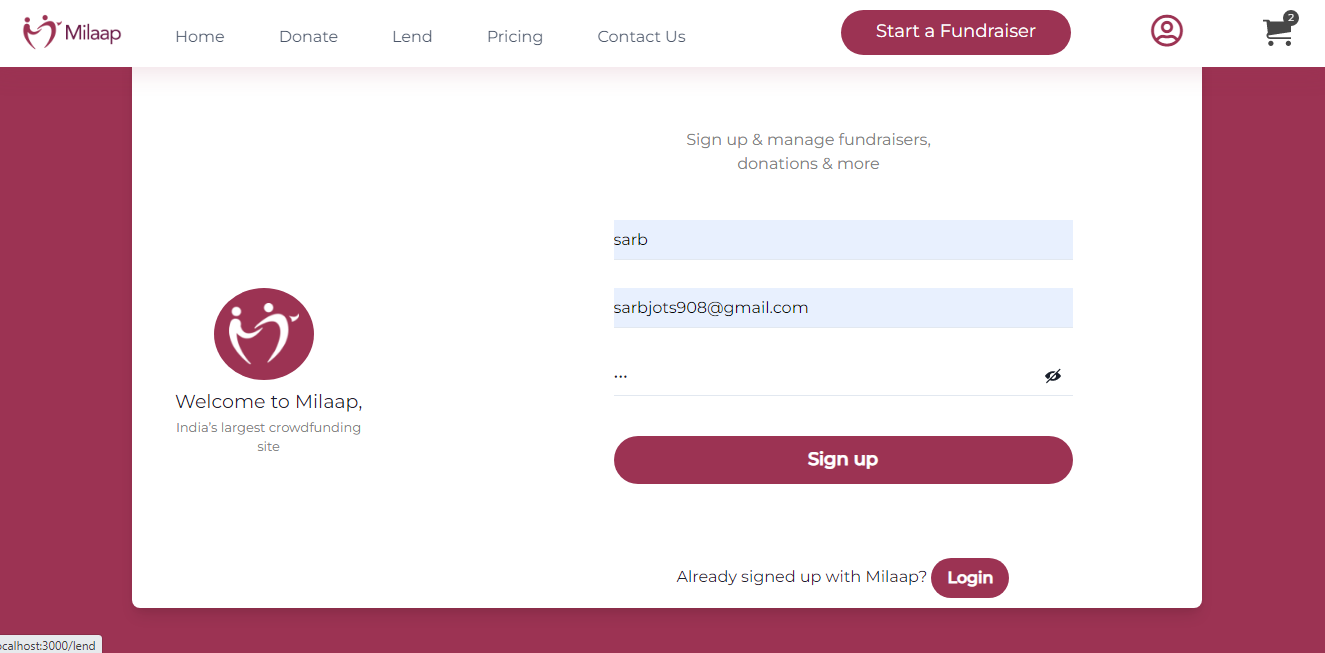 Milaap
Home Donate Lend Pricing Contact Us
Start a Fundraiser
2
Sign up & manage fundraisers,
donations & more
sarb
sarbjots908@gmail.com
...
Welcome to Milaap,
India's largest crowdfunding
site
Sign up
Already signed up with Milaap? Login
ocalhost:3000/lend